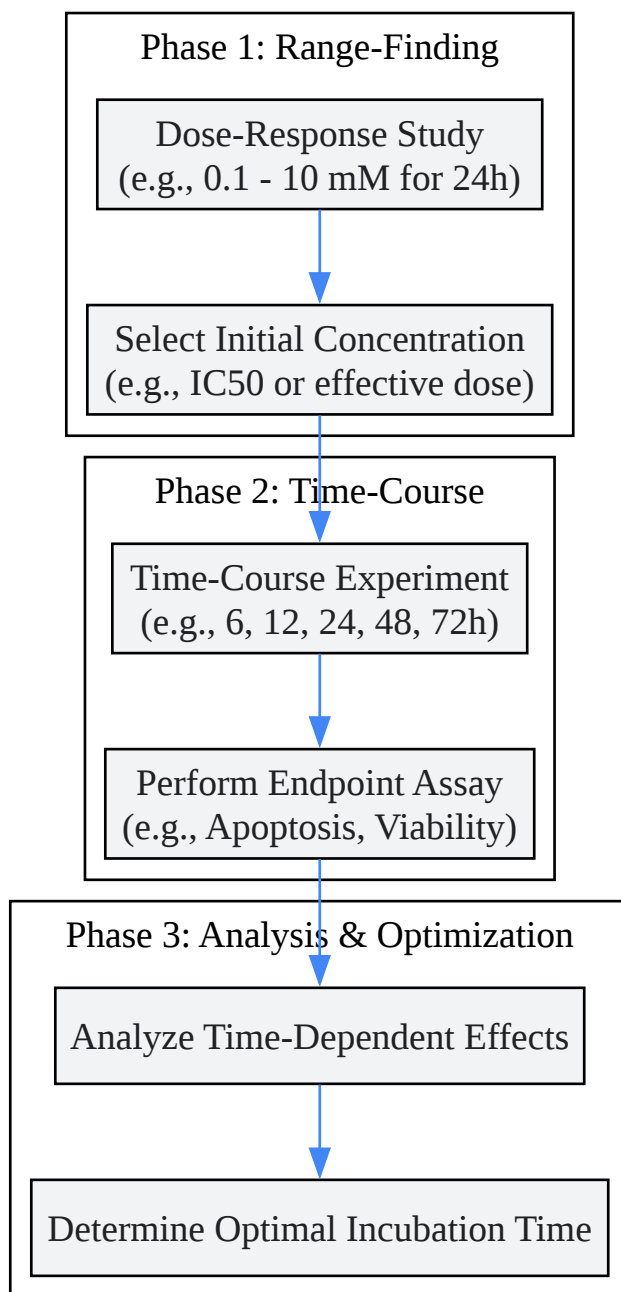 Phase 1: Range-Finding
Dose-Response Study
(e.g., 0.1 - 10 mM for 24h)
Select Initial Concentration
(e.g., IC50 or effective dose)
Phase 2: Time-Course
Time-Course Experiment
(e.g., 6, 12, 24, 48, 72h)
Perform Endpoint Assay
(e.g., Apoptosis, Viability)
Phase 3: Analysis & Optimization
Analyze Time-Dependent Effects
Determine Optimal Incubation Time